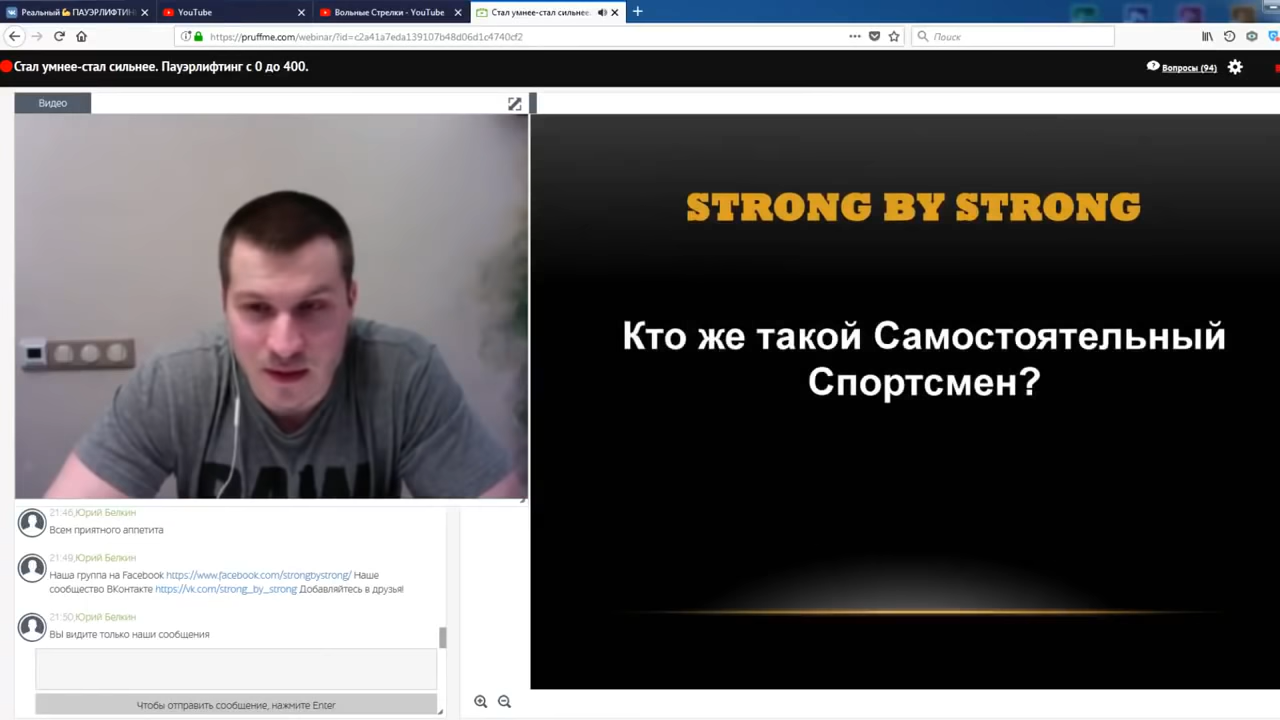 Реальный 💪 ПАУЭРЛИФТИН
YouTube
Вольные Стрелки - YouTube
Стал умнее-стал сильнее.
https://pruffme.com/webinar/?id=c2a41a7eda139107b48d06d1c4740cf2
Поиск
Стал умнее-стал сильнее. Пауэрлифтинг с 0 до 400.
Вопросы (94)
Видео
STRONG BY STRONG
Кто же такой Самостоятельный
Спортсмен?
21:46, Юрий Белкин
Всем приятного аппетита
21:49, Юрий Белкин
Наша группа на Facebook https://www.facebook.com/strongbystrong/ Наше
сообщество ВКонтакте https://vk.com/strong_by_strong Добавляйтесь в друзья!
21:50, Юрий Белкин
ВЫ видите только наши сообщения
Чтобы отправить сообщение, нажмите Enter